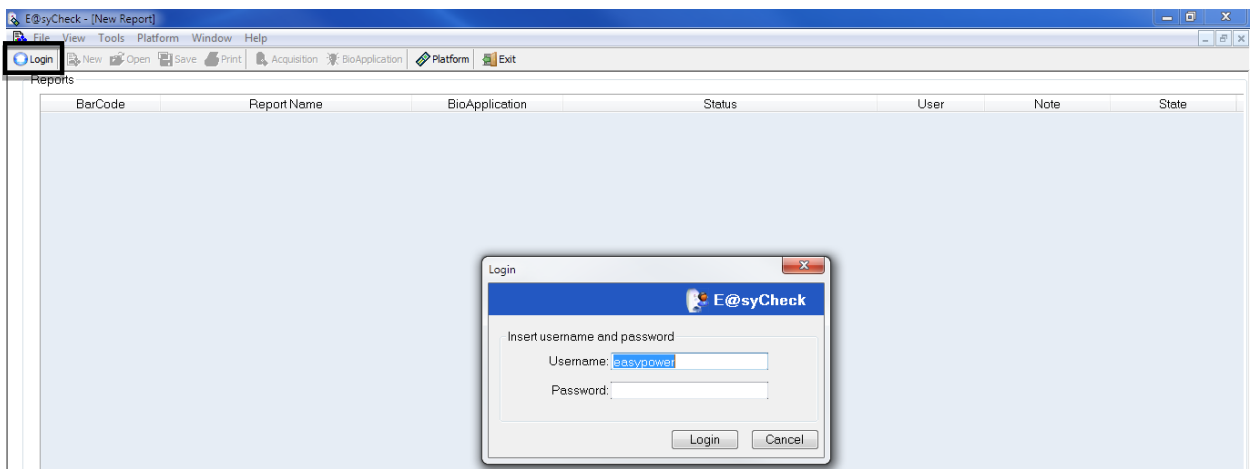 E@syCheck - [New Report]
File View Tools Platform Window Help
Login New Open Save Print Acquisition BioApplication Platform Exit
Reports
BarCode Report Name BioApplication Status User Note State
Login
E@syCheck
Insert username and password
Username: easypower
Password:
Login Cancel